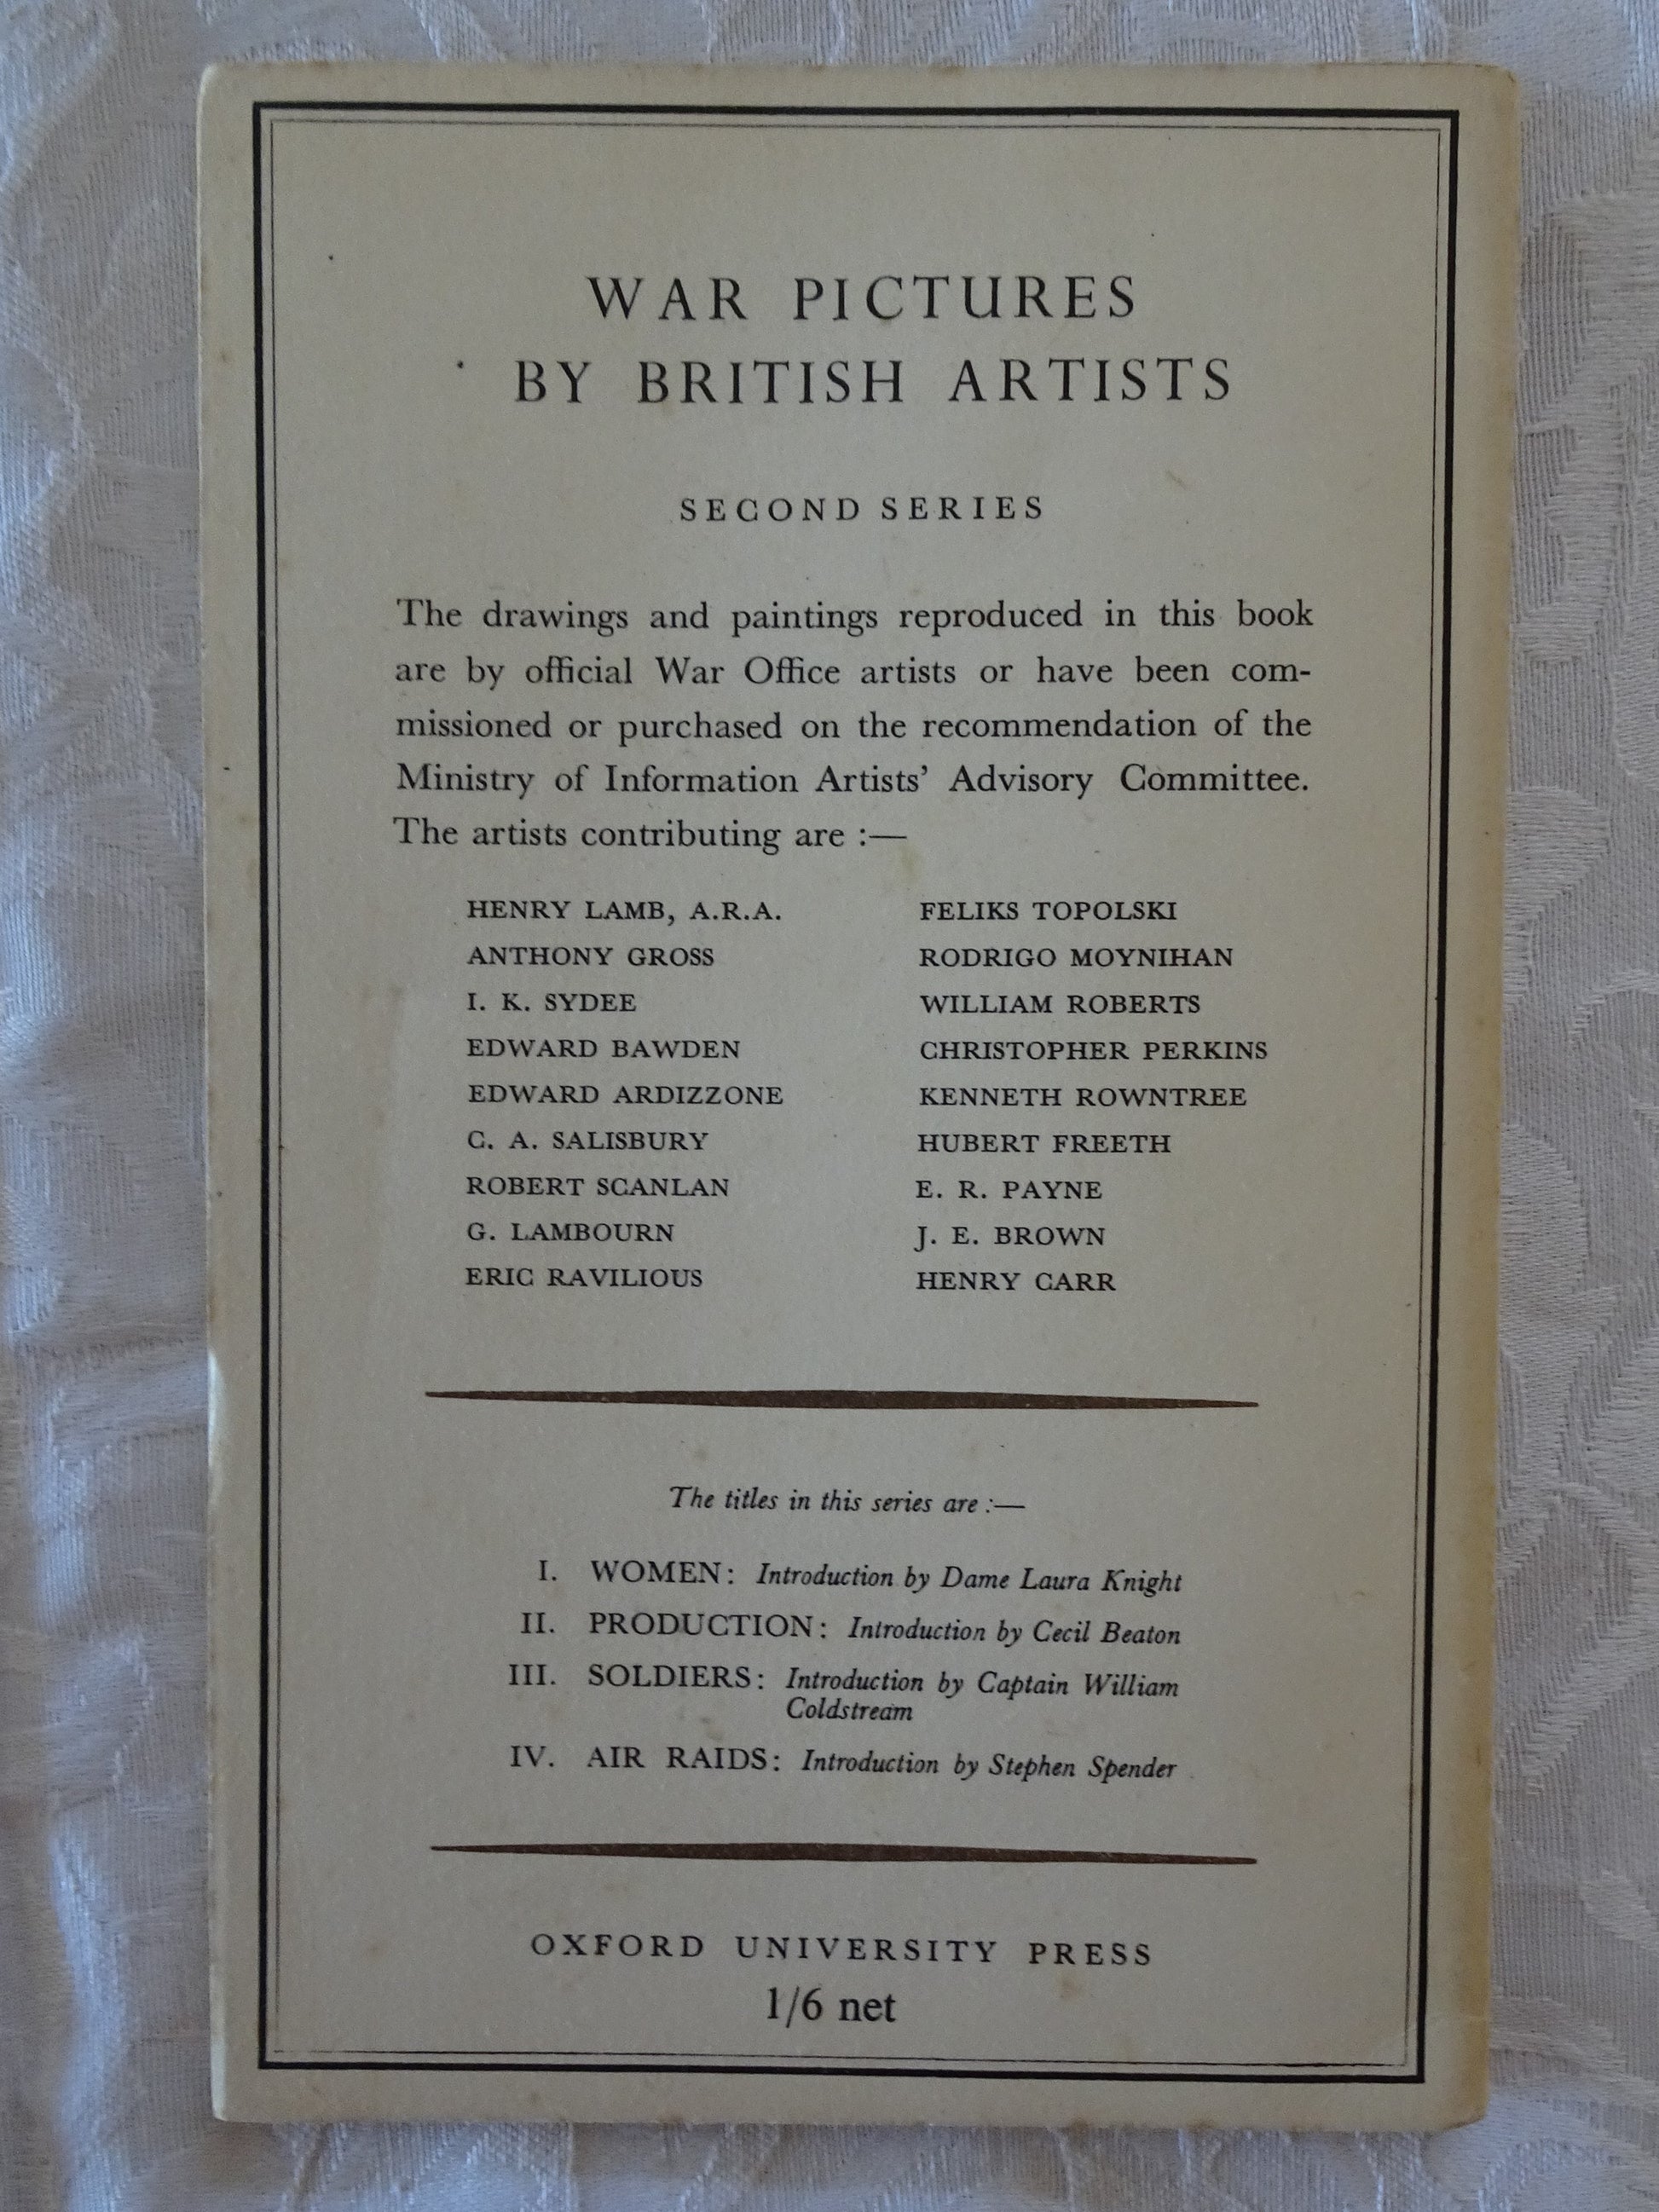 WAR PICTURES
BY BRITISH ARTISTS
SECOND SERIES
The drawings and paintings reproduced in this book
are by official War Office artists or have been com-
missioned or purchased on the recommendation of the
Ministry of Information Artists' Advisory Committee.
The artists contributing are :—
HENRY LAMB, A.R.A.
ANTHONY GROSS
I. K. SYDEE
EDWARD BAWDEN
EDWARD ARDIZZONE
C. A. SALISBURY
ROBERT SCANLAN
G. LAMBOURN
ERIC RAVILIOUS
FELIKS TOPOLSKI
RODRIGO MOYNIHAN
WILLIAM ROBERTS
CHRISTOPHER PERKINS
KENNETH ROWNTREE
HUBERT FREETH
E. R. PAYNE
J. E. BROWN
HENRY CARR
The titles in this series are :—
I. WOMEN: Introduction by Dame Laura Knight
II. PRODUCTION: Introduction by Cecil Beaton
III. SOLDIERS: Introduction by Captain William
Coldstream
IV. AIR RAIDS: Introduction by Stephen Spender
OXFORD UNIVERSITY PRESS
1/6 net